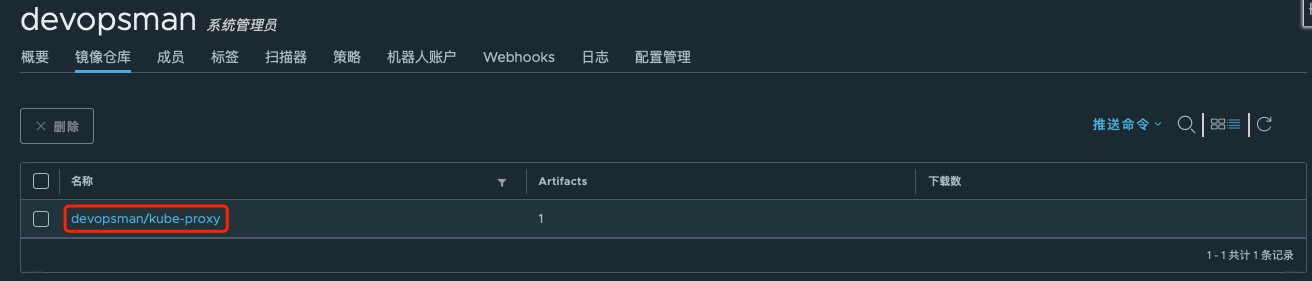 devopsman 系统管理员
概要 镜像仓库 成员 标签 扫描器 策略 机器人账户 Webhooks 日志 配置管理
× 删除 推送命令
名称 Artifacts 下载数
devopsman/kube-proxy 1
1 - 1 共计 1 条记录